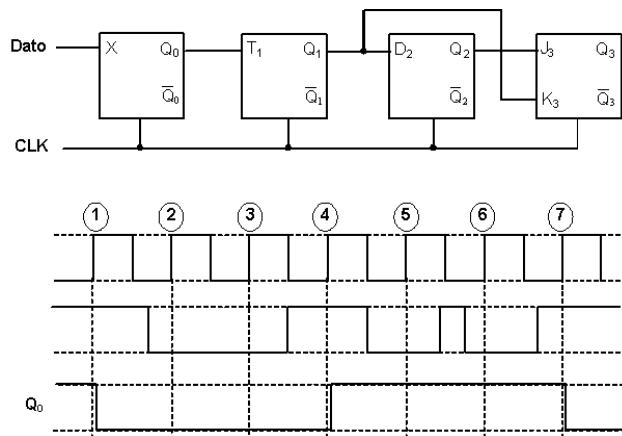 Dato
X Q₀ Q̅₀
T₁ Q₁ Q̅₁
D₂ Q₂ Q̅₂
J₃ Q₃
K₃ Q̅₃
CLK
1 2 3 4 5 6 7
Q₀